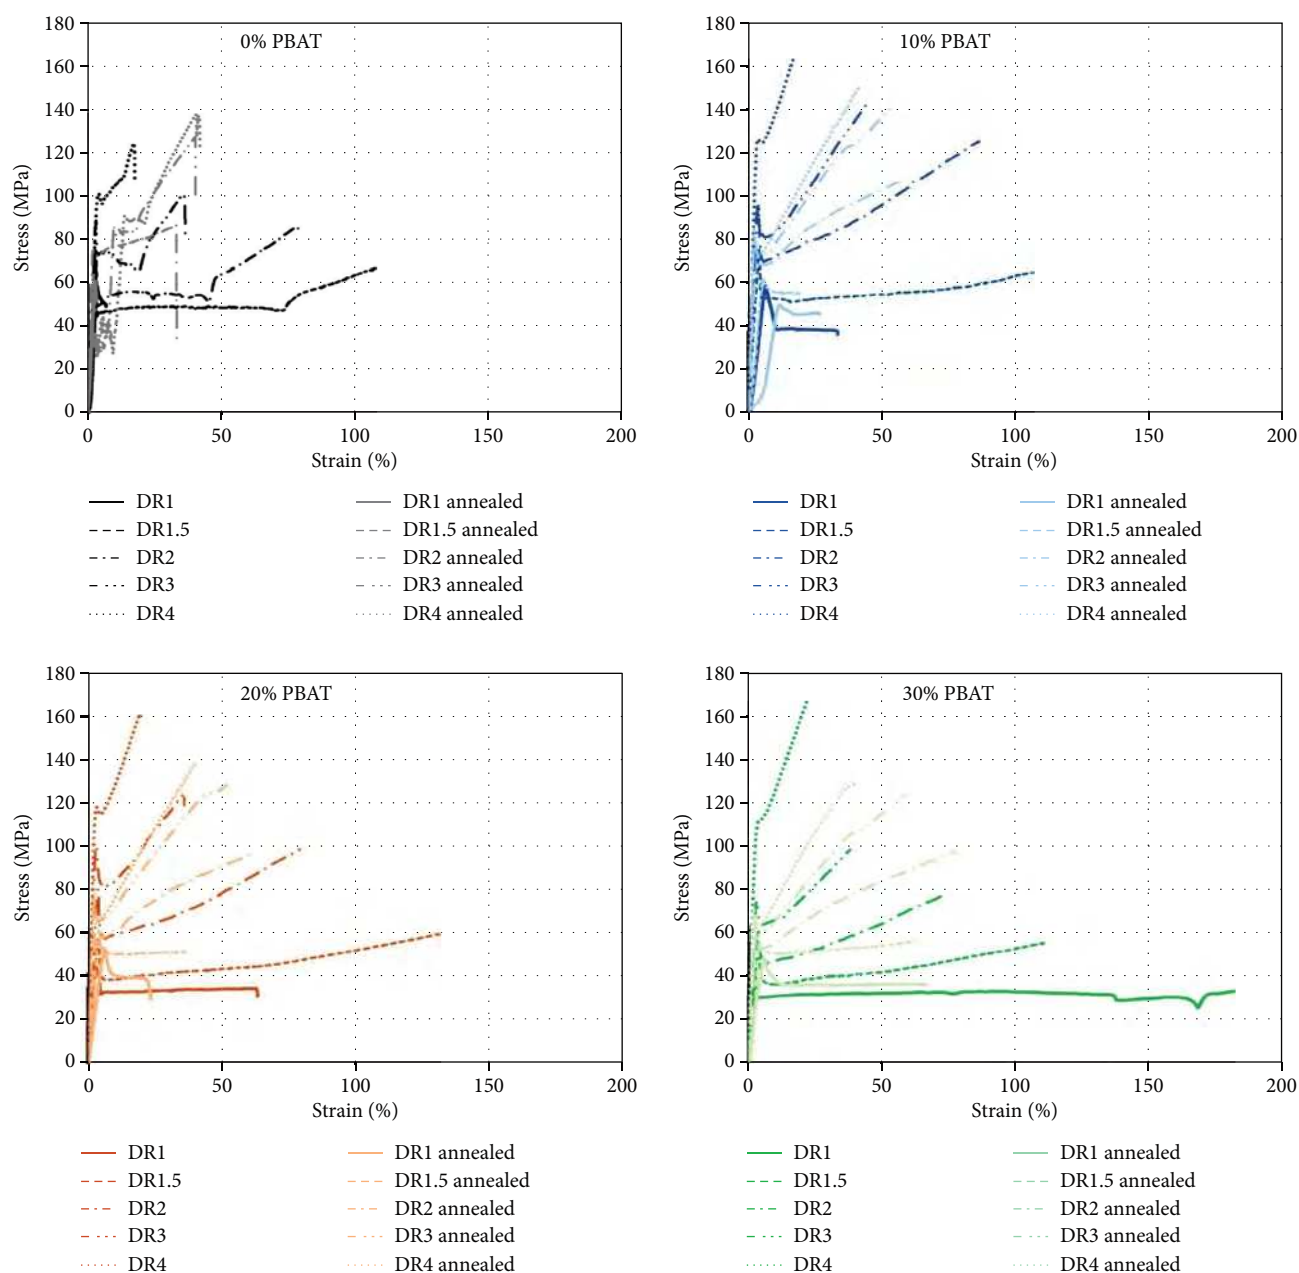 0% PBAT
180
160
140
120
100
80
60
40
20
0
Stress (MPa)
0 50 100 150 200
Strain (%)
DR1 DR1 annealed
DR1.5 DR1.5 annealed
DR2 DR2 annealed
DR3 DR3 annealed
DR4 DR4 annealed
10% PBAT
180
160
140
120
100
80
60
40
20
0
Stress (MPa)
0 50 100 150 200
Strain (%)
DR1 DR1 annealed
DR1.5 DR1.5 annealed
DR2 DR2 annealed
DR3 DR3 annealed
DR4 DR4 annealed
20% PBAT
180
160
140
120
100
80
60
40
20
0
Stress (MPa)
0 50 100 150 200
Strain (%)
DR1 DR1 annealed
DR1.5 DR1.5 annealed
DR2 DR2 annealed
DR3 DR3 annealed
DR4 DR4 annealed
30% PBAT
180
160
140
120
100
80
60
40
20
0
Stress (MPa)
0 50 100 150 200
Strain (%)
DR1 DR1 annealed
DR1.5 DR1.5 annealed
DR2 DR2 annealed
DR3 DR3 annealed
DR4 DR4 annealed